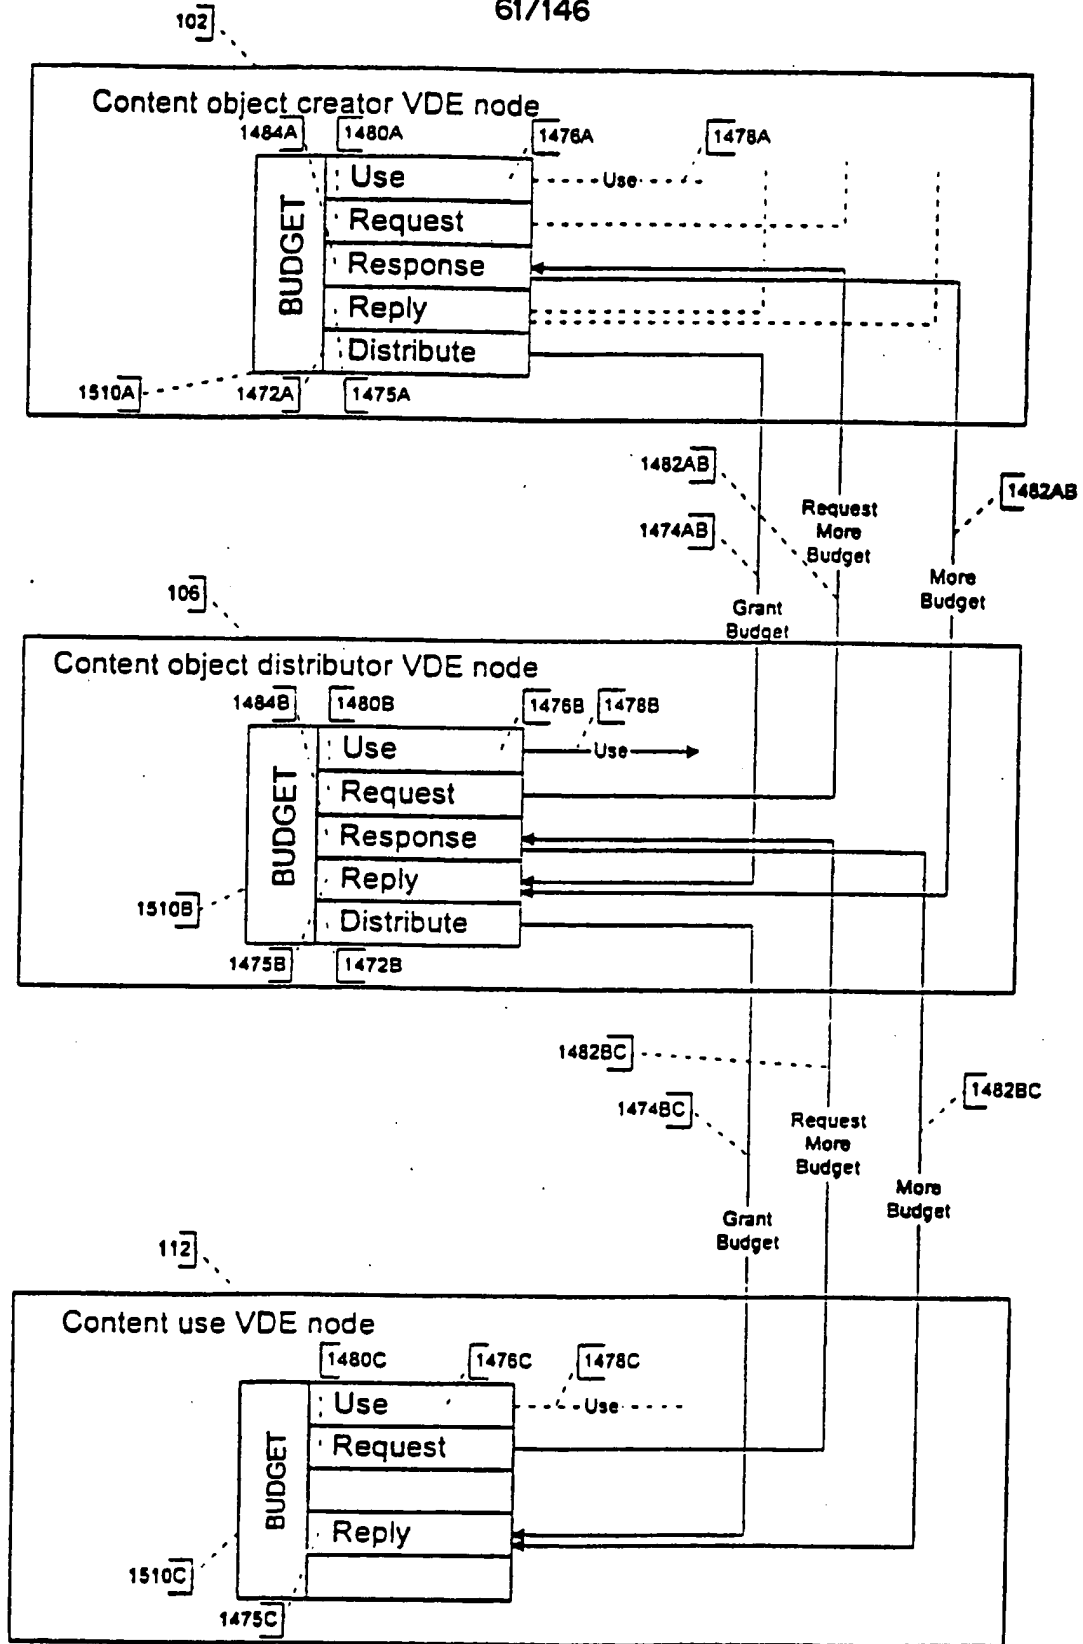 61/146
102
Content object creator VDE node
1484A
1480A
1476A
1478A
BUDGET
Use
Use
Request
Response
Reply
Distribute
1510A
1472A
1475A
1482AB
1474AB
Request
More
Budget
1482AB
Grant
Budget
More
Budget
106
Content object distributor VDE node
1484B
1480B
1476B
1478B
BUDGET
Use
Use
Request
Response
Reply
Distribute
1510B
1475B
1472B
1482BC
1474BC
Request
More
Budget
1482BC
Grant
Budget
More
Budget
112
Content use VDE node
1480C
1476C
1478C
BUDGET
Use
Use
Request
Reply
1510C
1475C